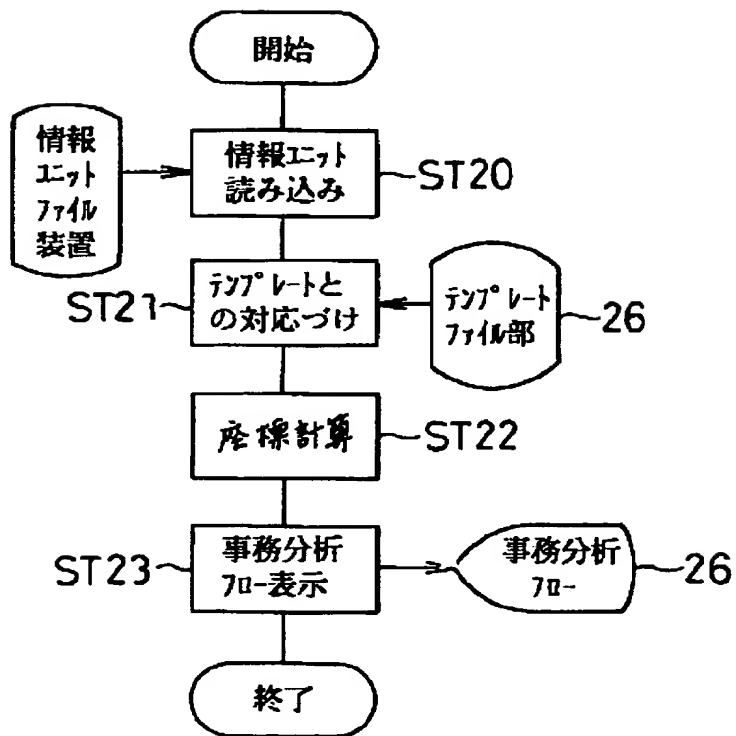 開始
情報
ユニット
ファイル
装置
情報ユニット
読み込み
ST20
ST21
テンプレートと
の対応づけ
テンプレート
ファイル部
26
座標計算
ST22
ST23
事務分析
フロー表示
事務分析
フロー
26
終了